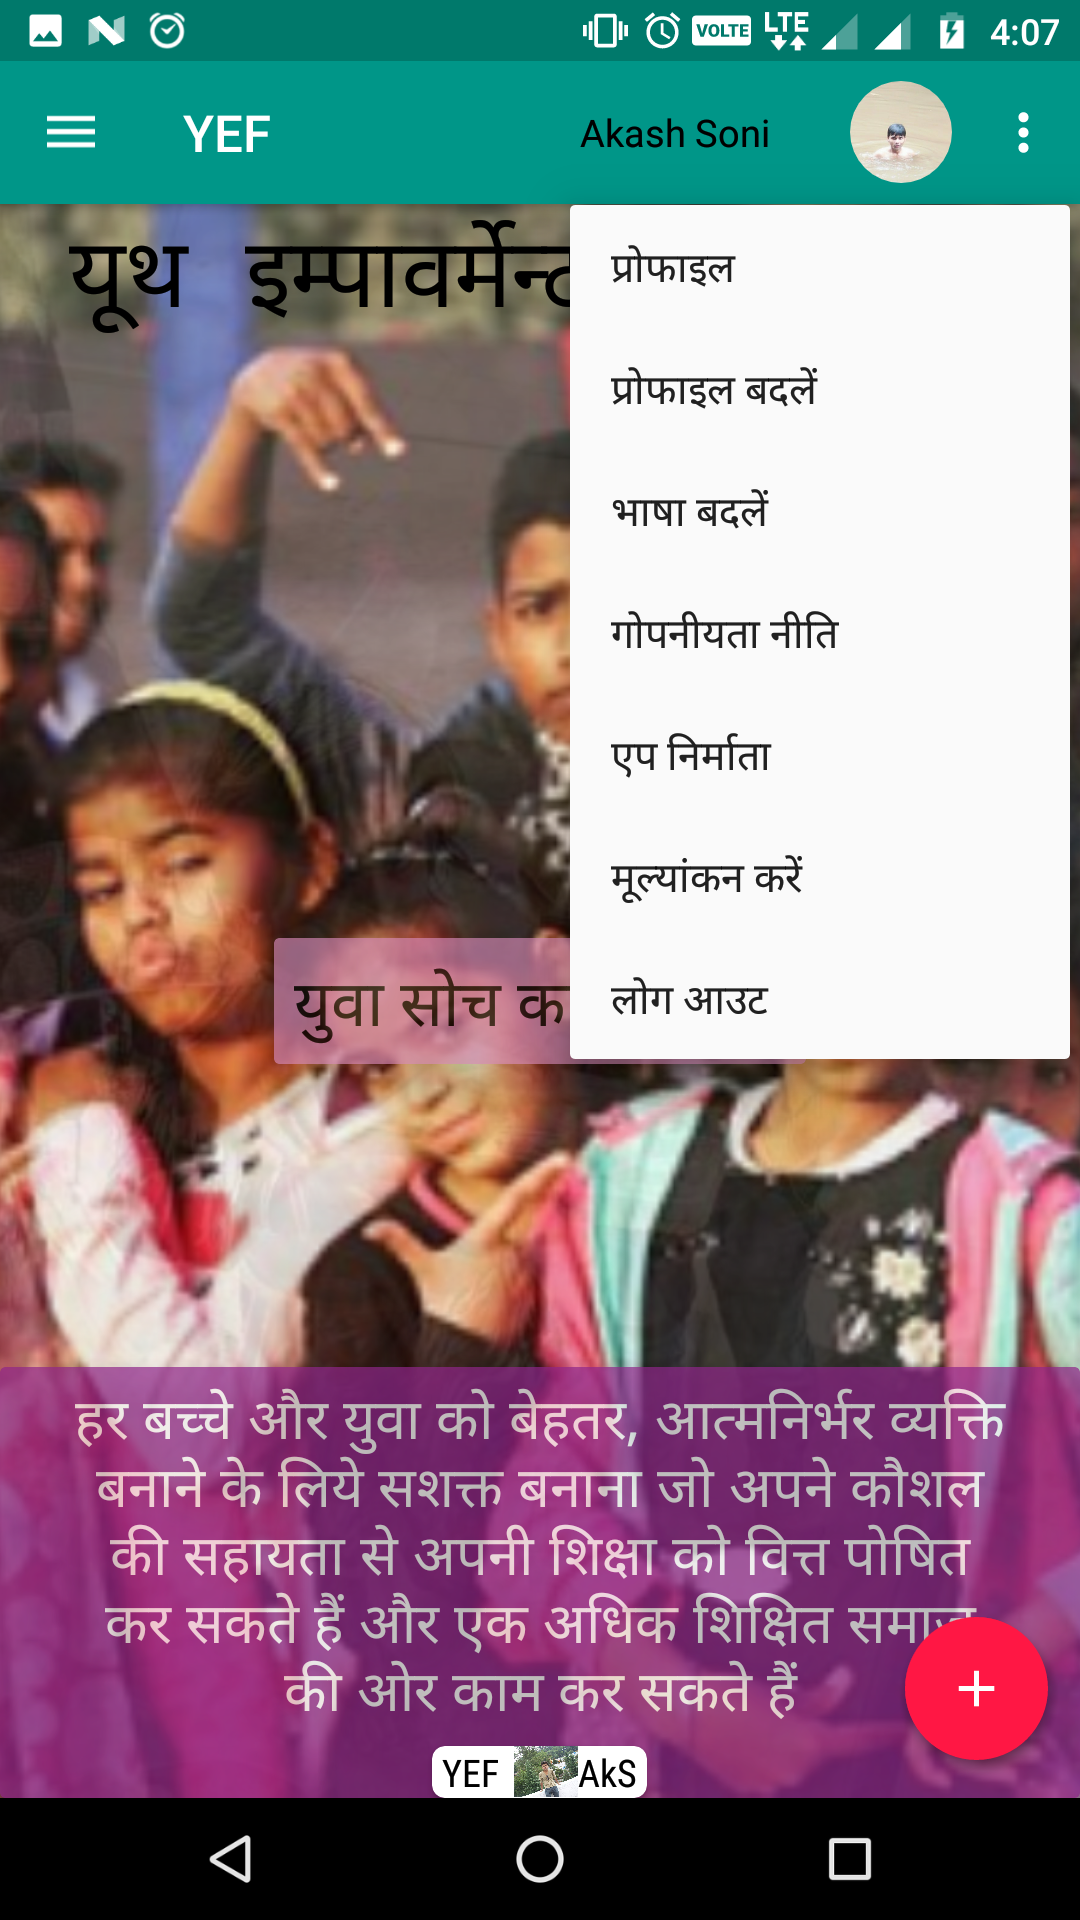 VOLTE LTE 4:07
YEF Akash Soni
यूथ इम्पावर्मेन्ट
प्रोफाइल
प्रोफाइल बदलें
भाषा बदलें
गोपनीयता नीति
एप निर्माता
मूल्यांकन करें
लोग आउट
युवा सोच
हर बच्चे और युवा को बेहतर, आत्मनिर्भर व्यक्ति
बनाने के लिये सशक्त बनाना जो अपने कौशल
की सहायता से अपनी शिक्षा को वित्त पोषित
कर सकते हैं और एक अधिक शिक्षित समाज
की ओर काम कर सकते हैं
YEF AkS